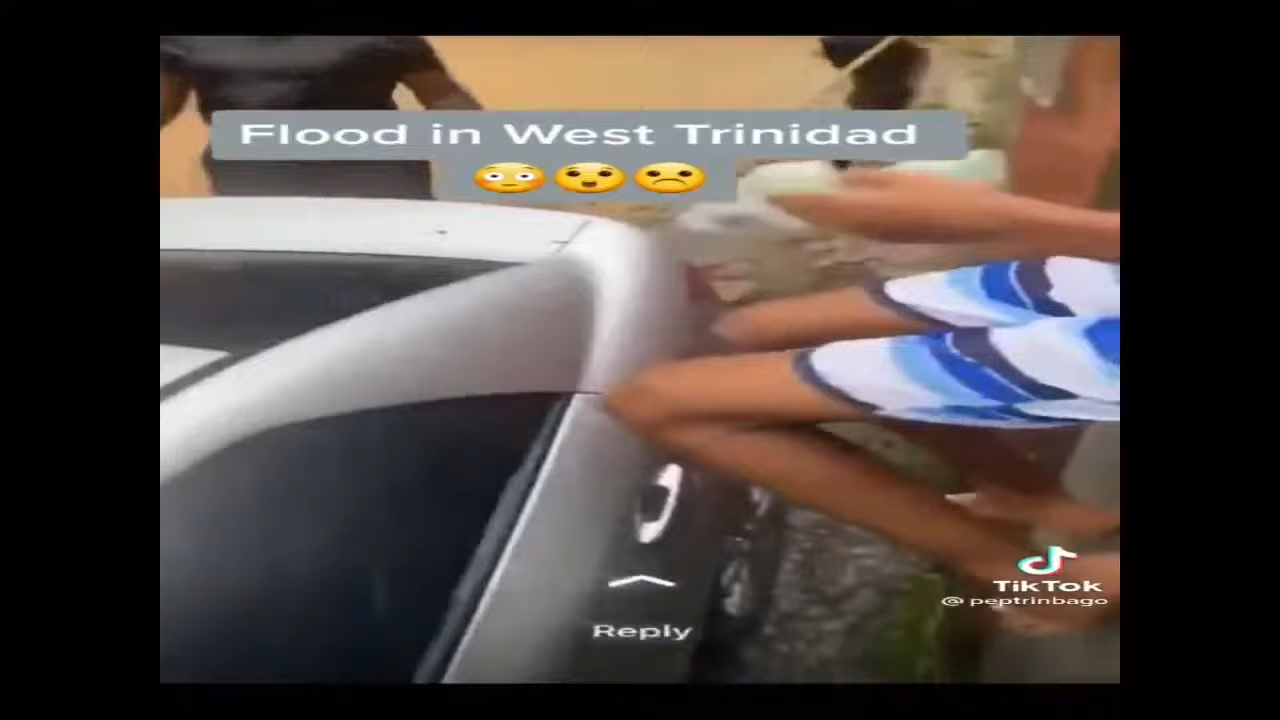 Flood in West Trinidad
😳😮☹️
Reply
TikTok
@peptrinbago